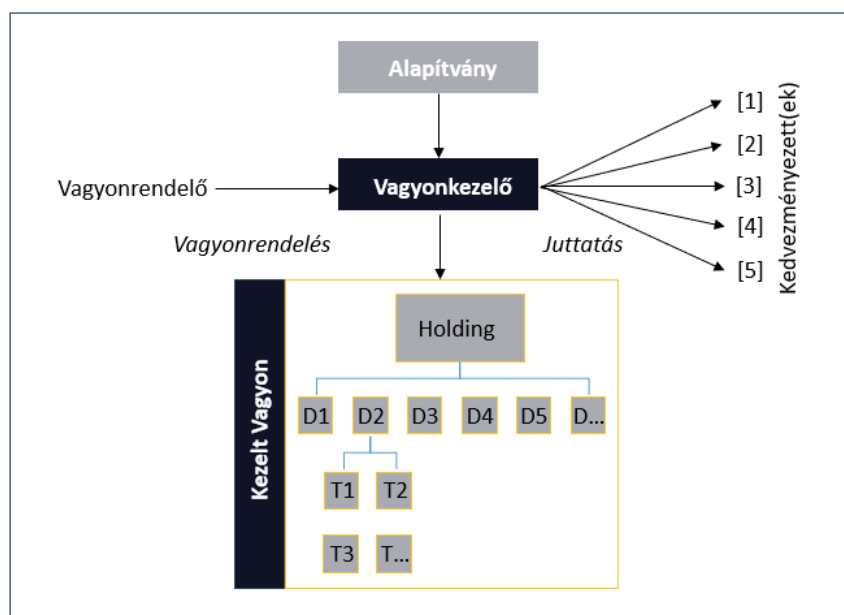 Alapítvány
Vagyonrendelő
Vagyonkezelő
[1]
[2]
[3]
[4]
[5]
Kedvezményezett(ek)
Vagyonrendelés
Juttatás
Kezelt Vagyon
Holding
D1 D2 D3 D4 D5 D...
T1 T2
T3 T...